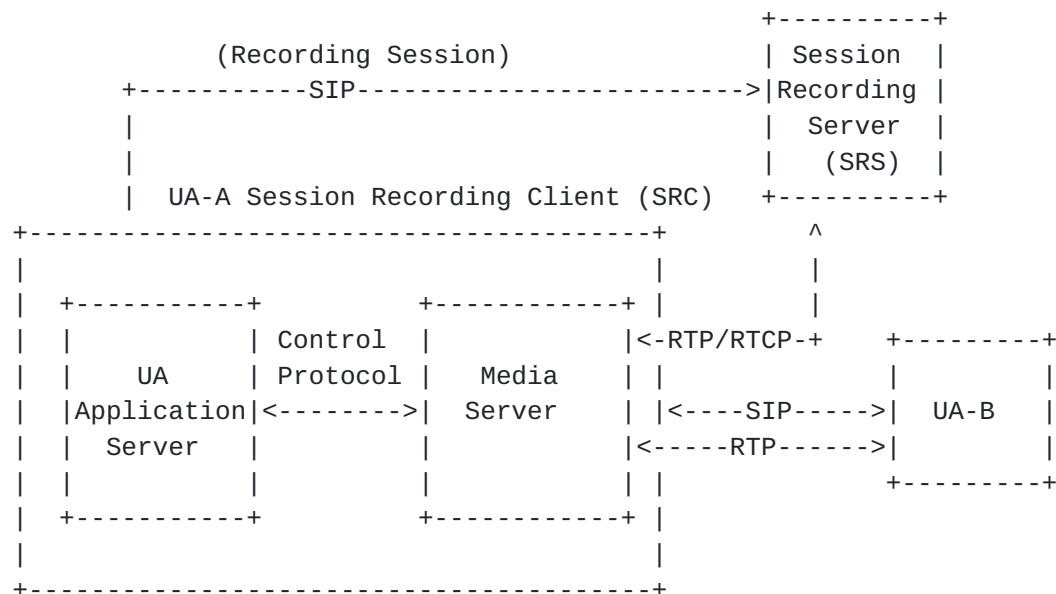 (Recording Session) | Session |
SIP Recording
Server
(SRS)
UA-A Session Recording Client (SRC)
Control <-RTP/RTCP-+
UA Protocol Media
Application<-------->Server <----SIP-----> UA-B
Server <-----RTP------>